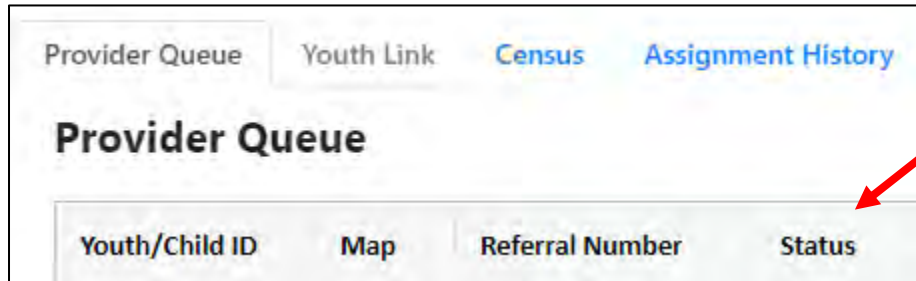 Provider Queue Youth Link Census Assignment History
Provider Queue
Youth/Child ID Map Referral Number Status